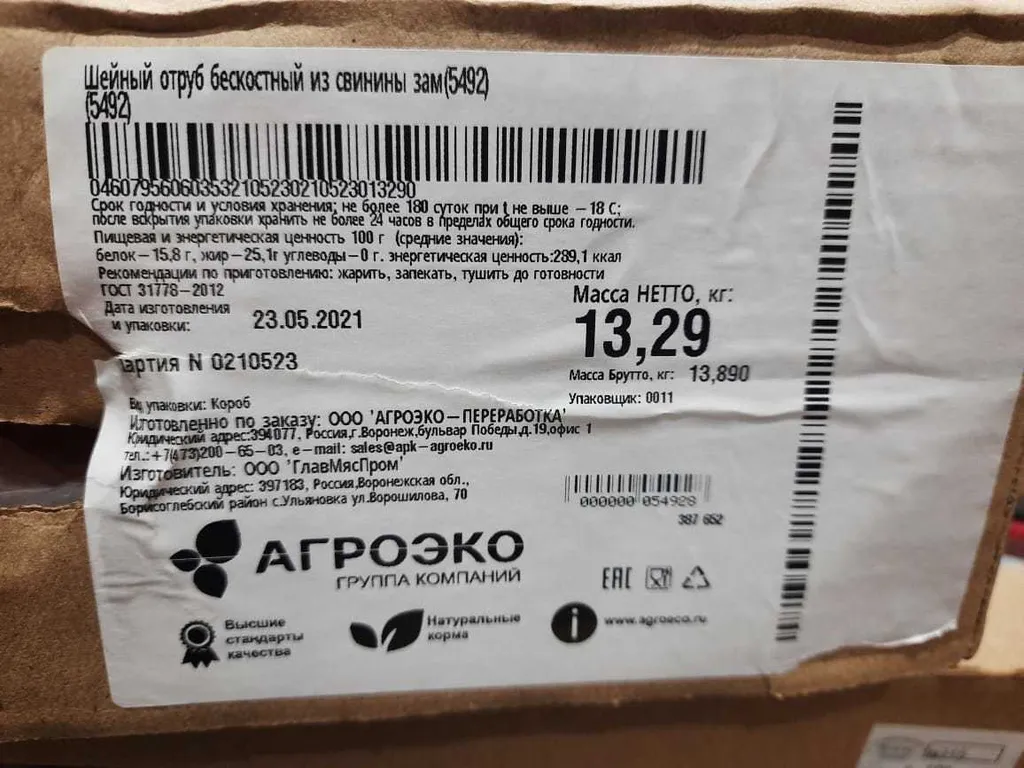 Шейный отруб бескостный из свинины зам(5492)
(5492)
046079560603532105230210523013290
Срок годности и условия хранения; не более 180 суток при t не выше –18 С;
после вскрытия упаковки хранить не более 24 часов в пределах общего срока годности.
Пищевая и энергетическая ценность 100 г (средние значения):
белок–15,8 г, жир–25,1г углеводы–0 г. энергетическая ценность:289,1 ккал
Рекомендации по приготовлению: жарить, запекать, тушить до готовности
ГОСТ 31778–2012
Дата изготовления
и упаковки:
23.05.2021
Масса НЕТТО, кг:
13,29
артия N 0210523
Масса Брутто, кг: 13,890
Упаковщик: 0011
Вид упаковки: Короб
Изготовленно по заказу: ООО 'АГРОЭКО–ПЕРЕРАБОТКА'
Юридический адрес:394077, Россия,г.Воронеж,бульвар Победы,д.19,офис 1
тел.:+7(473)200–65–03, e–mail: sales@apk–agroeko.ru
Изготовитель: ООО 'ГлавМясПром'
Юридический адрес: 397183, Россия,Воронежская обл.,
Борисоглебский район с.Ульяновка ул.Ворошилова, 70
000000 054928
387 652
АГРОЭКО
ГРУППА КОМПАНИЙ
EAC
Высшие
стандарты
качества
Натуральные
корма
i
www.agroeco.ru